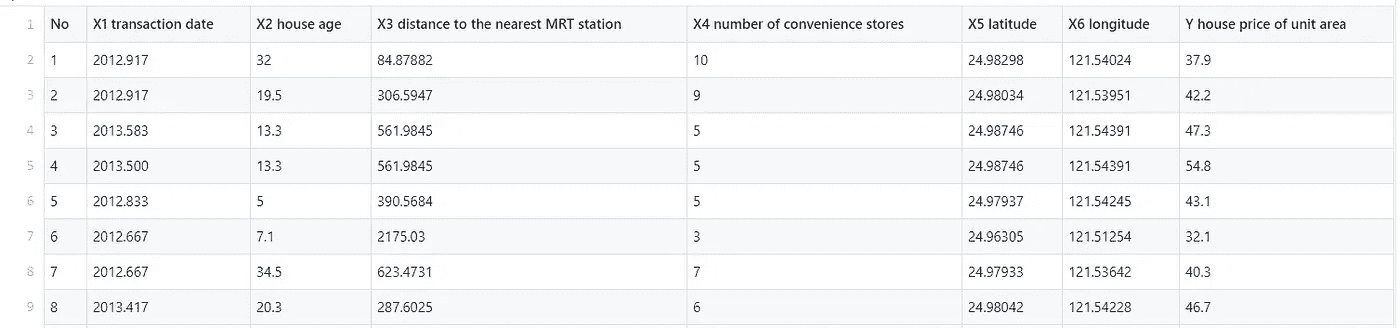 1 No X1 transaction date X2 house age X3 distance to the nearest MRT station X4 number of convenience stores X5 latitude X6 longitude Y house price of unit area
2 1 2012.917 32 84.87882 10 24.98298 121.54024 37.9
3 2 2012.917 19.5 306.5947 9 24.98034 121.53951 42.2
4 3 2013.583 13.3 561.9845 5 24.98746 121.54391 47.3
5 4 2013.500 13.3 561.9845 5 24.98746 121.54391 54.8
6 5 2012.833 5 390.5684 5 24.97937 121.54245 43.1
7 6 2012.667 7.1 2175.03 3 24.96305 121.51254 32.1
8 7 2012.667 34.5 623.4731 7 24.97933 121.53642 40.3
9 8 2013.417 20.3 287.6025 6 24.98042 121.54228 46.7